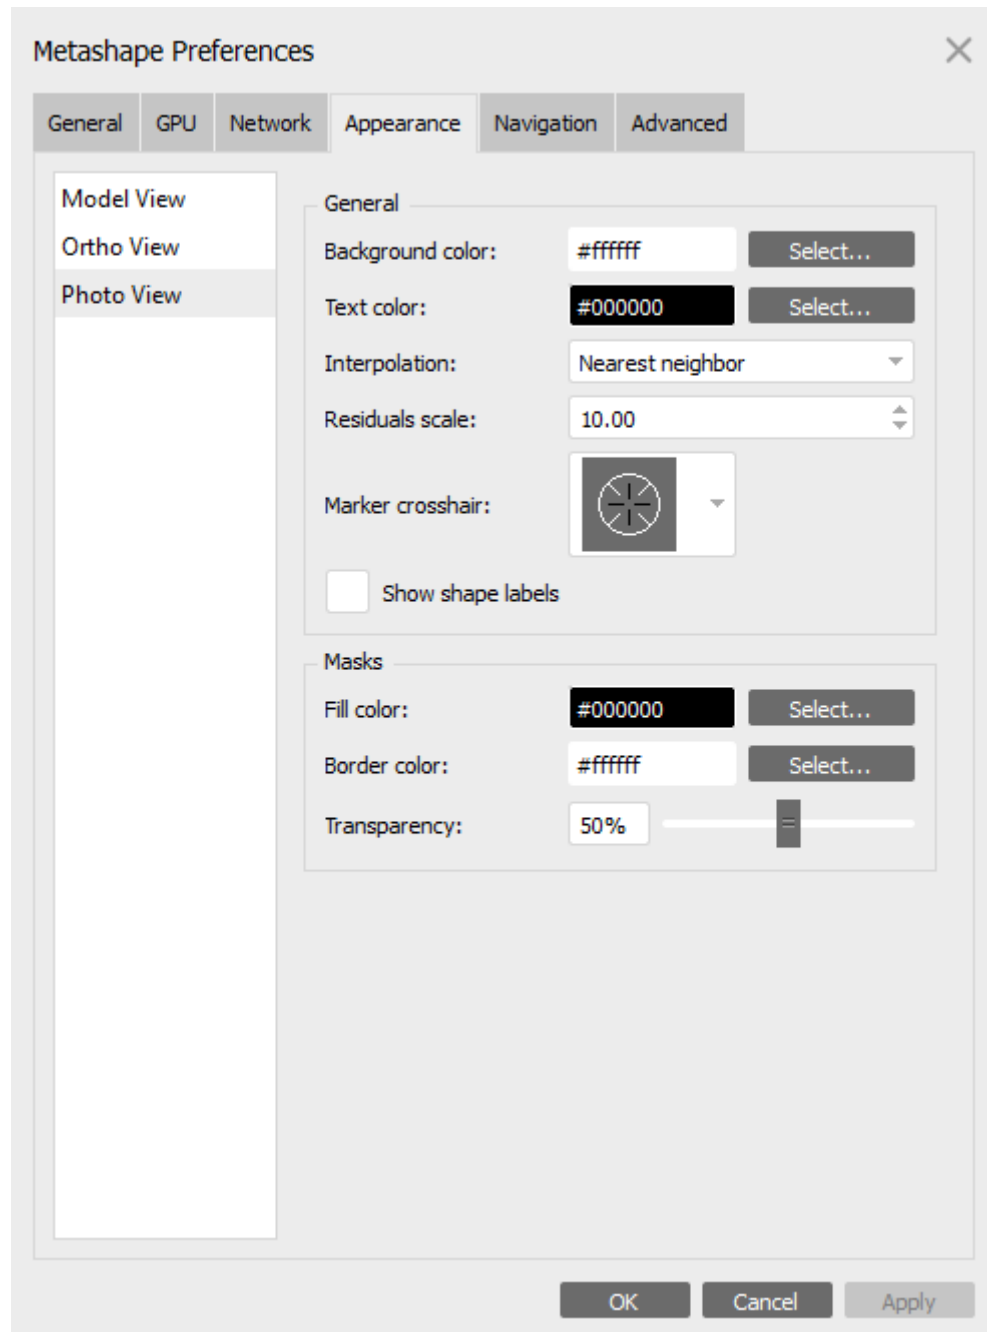 Metashape Preferences
General GPU Network Appearance Navigation Advanced
Model View
Ortho View
Photo View
General
Background color: #ffffff Select...
Text color: #000000 Select...
Interpolation: Nearest neighbor
Residuals scale: 10.00
Marker crosshair:
Show shape labels
Masks
Fill color: #000000 Select...
Border color: #ffffff Select...
Transparency: 50%
OK Cancel Apply